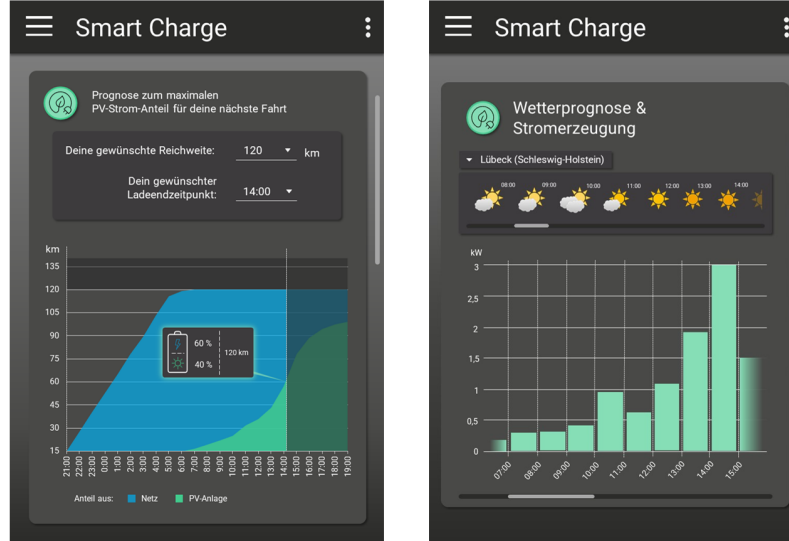 Smart Charge
Prognose zum maximalen
PV-Strom-Anteil für deine nächste Fahrt
Deine gewünschte Reichweite: 120 km
Dein gewünschter
Ladeendzeitpunkt: 14:00
km
135
120
105
90
75
60
45
30
15
60 %
40 %
120 km
21:00 22:00 23:00 0:00 1:00 2:00 3:00 4:00 5:00 6:00 7:00 8:00 9:00 10:00 11:00 12:00 13:00 14:00 15:00 16:00 17:00 18:00 19:00
Anteil aus: Netz PV-Anlage
Smart Charge
Wetterprognose &
Stromerzeugung
Lübeck (Schleswig-Holstein)
08:00 09:00 10:00 11:00 12:00 13:00 14:00
kW
3
2,5
2
1,5
1
0,5
0
07:00 08:00 09:00 10:00 11:00 12:00 13:00 14:00 15:00